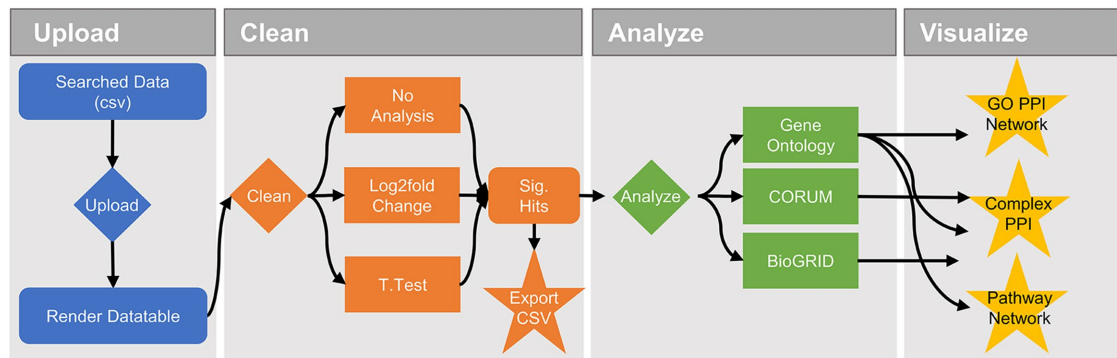 Upload
Clean
Analyze
Visualize
Searched Data
(csv)
Upload
Render Datatable
Clean
No
Analysis
Log2fold
Change
T.Test
Sig.
Hits
Export
CSV
Analyze
Gene
Ontology
CORUM
BioGRID
GO PPI
Network
Complex
PPI
Pathway
Network